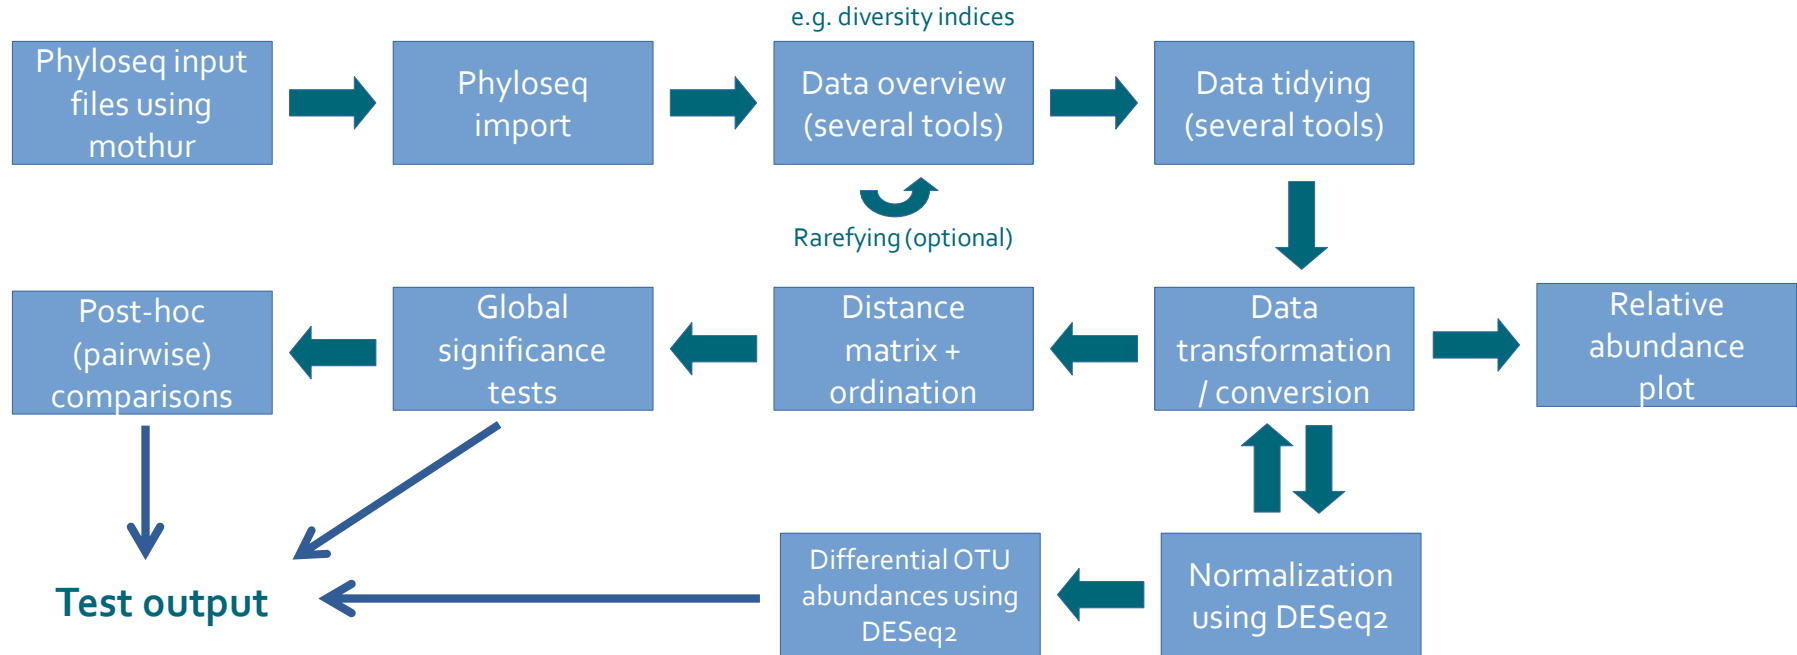 e.g. diversity indices
Phyloseq input
files using
mothur
Phyloseq
import
Data overview
(several tools)
Data tidying
(several tools)
Rarefying (optional)
Post-hoc
(pairwise)
comparisons
Global
significance
tests
Distance
matrix +
ordination
Data
transformation
/ conversion
Relative
abundance
plot
Test output
Differential OTU
abundances using
DESeq2
Normalization
using DESeq2